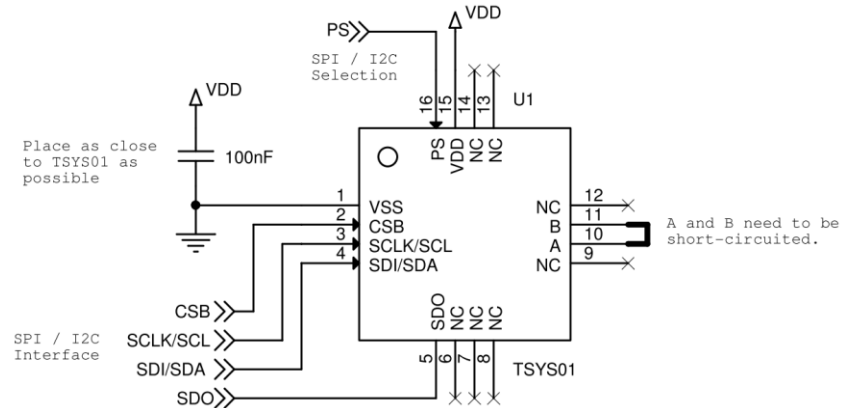 PS
VDD
SPI / I2C
Selection
16
15
14
13
U1
VDD
PS
VDD
NC
NC
Place as close
to TSYS01 as
possible
100nF
1
VSS
2
CSB
3
SCLK/SCL
4
SDI/SDA
NC
12
B
11
A
10
NC
9
A and B need to be
short-circuited.
SDO
NC
NC
NC
5
6
7
8
TSYS01
CSB
SPI / I2C
Interface
SCLK/SCL
SDI/SDA
SDO